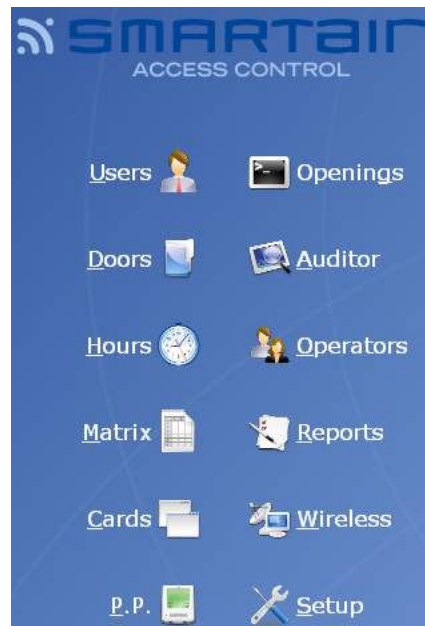 SMARTair
ACCESS CONTROL
Users Openings
Doors Auditor
Hours Operators
Matrix Reports
Cards Wireless
P.P. Setup